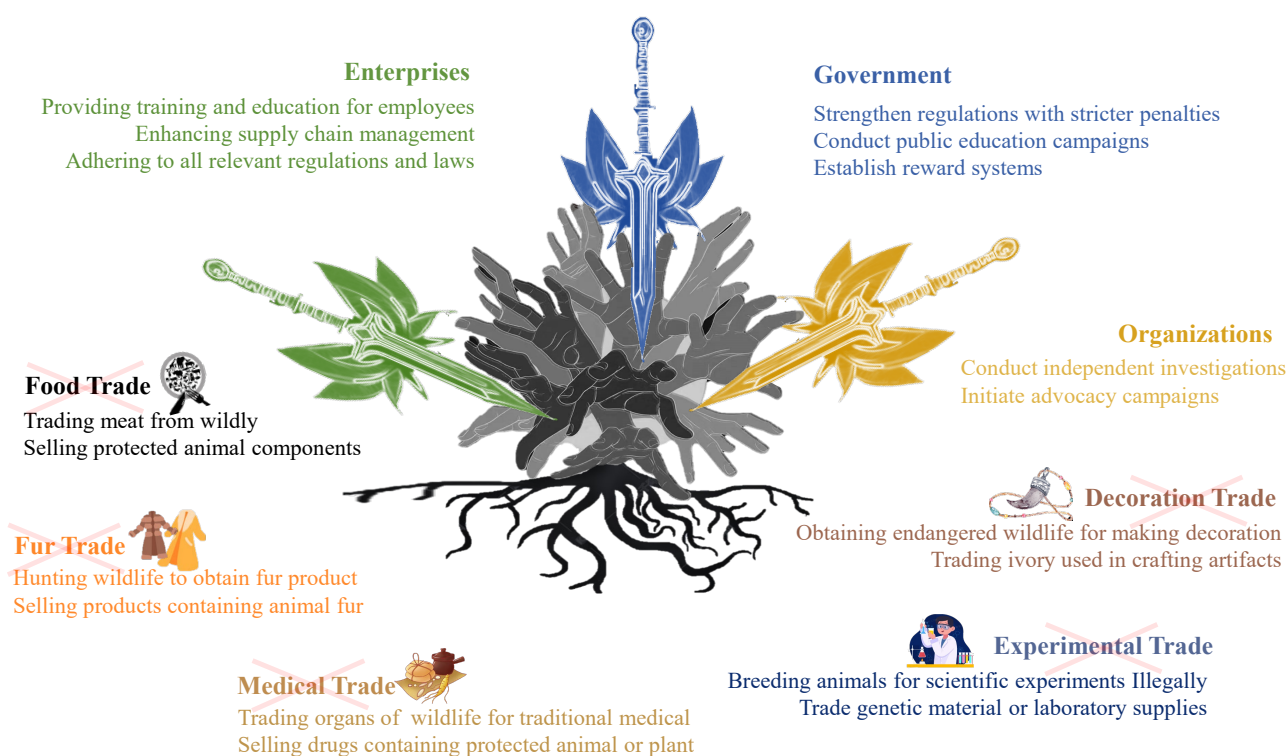 Enterprises
Providing training and education for employees
Enhancing supply chain management
Adhering to all relevant regulations and laws
Government
Strengthen regulations with stricter penalties
Conduct public education campaigns
Establish reward systems
Organizations
Conduct independent investigations
Initiate advocacy campaigns
Food Trade
Trading meat from wildly
Selling protected animal components
Fur Trade
Hunting wildlife to obtain fur product
Selling products containing animal fur
Medical Trade
Trading organs of wildlife for traditional medical
Selling drugs containing protected animal or plant
Decoration Trade
Obtaining endangered wildlife for making decoration
Trading ivory used in crafting artifacts
Experimental Trade
Breeding animals for scientific experiments Illegally
Trade genetic material or laboratory supplies